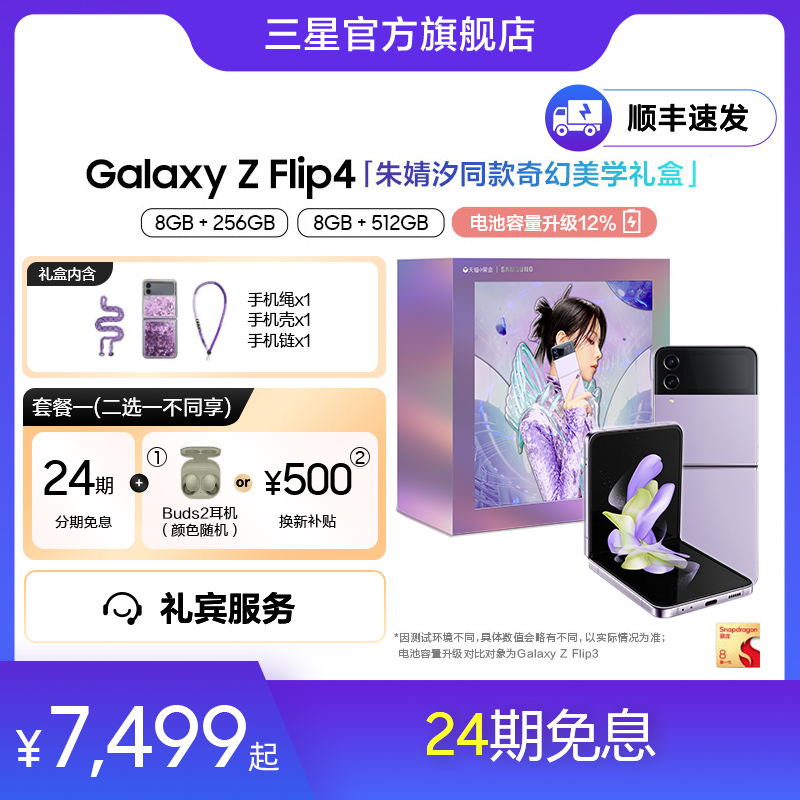 三星官方旗舰店
顺丰速发
Galaxy Z Flip4「朱婧汐同款奇幻美学礼盒」
8GB + 256GB
8GB + 512GB
电池容量升级12%
礼盒内含
手机绳x1
手机壳x1
手机链x1
天猫小黑盒 | SAMSUNG
套餐一(二选一不同享)
24期
分期免息
+
①
Buds2耳机
(颜色随机)
or
¥500
②
换新补贴
礼宾服务
*因测试环境不同,具体数值会略有不同,以实际情况为准;
电池容量升级对比对象为Galaxy Z Flip3
Snapdragon
骁龙
8
¥7,499起
24期免息